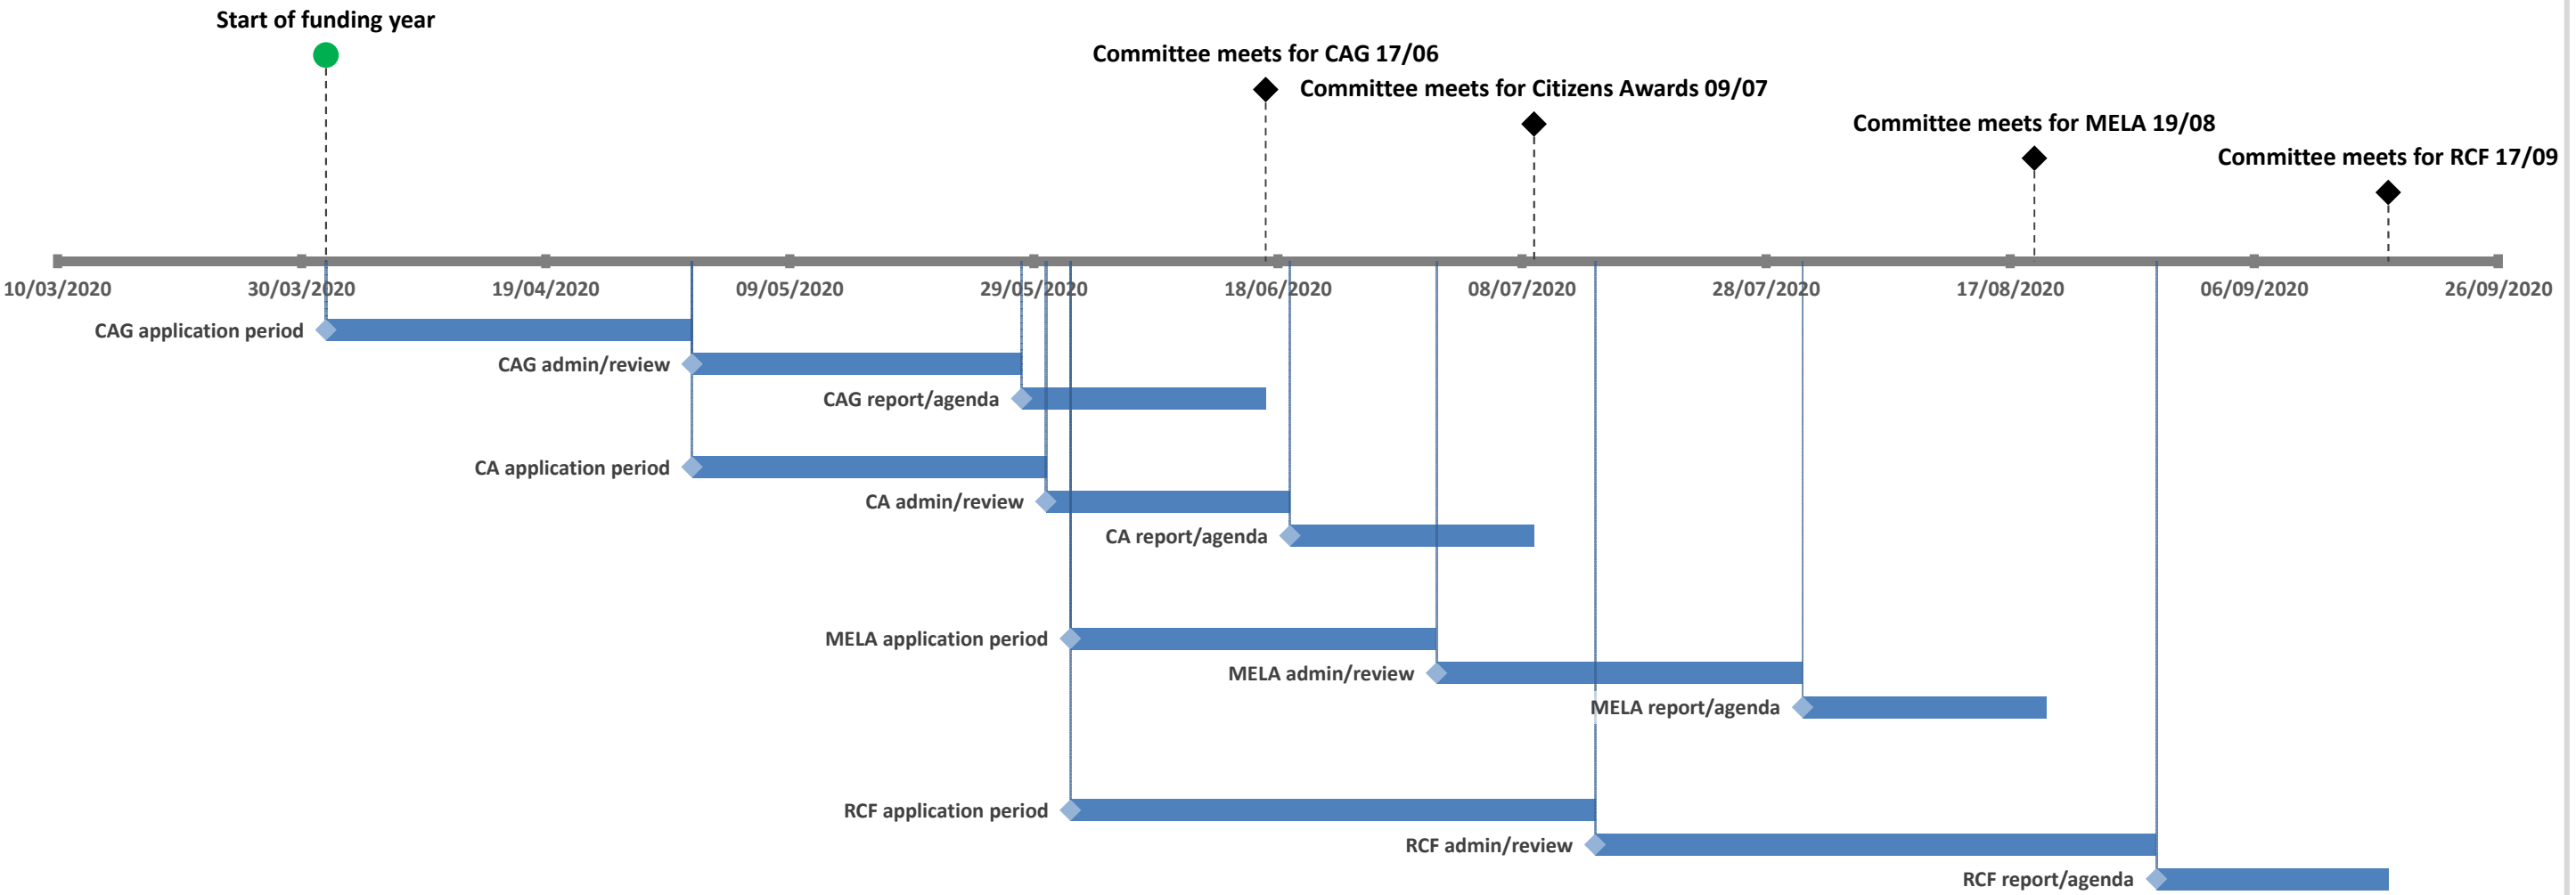 Start of funding year
Committee meets for CAG 17/06
Committee meets for Citizens Awards 09/07
Committee meets for MELA 19/08
Committee meets for RCF 17/09
10/03/2020 30/03/2020 19/04/2020 09/05/2020 29/05/2020 18/06/2020 08/07/2020 28/07/2020 17/08/2020 06/09/2020 26/09/2020
CAG application period
CAG admin/review
CAG report/agenda
CA application period
CA admin/review
CA report/agenda
MELA application period
MELA admin/review
MELA report/agenda
RCF application period
RCF admin/review
RCF report/agenda